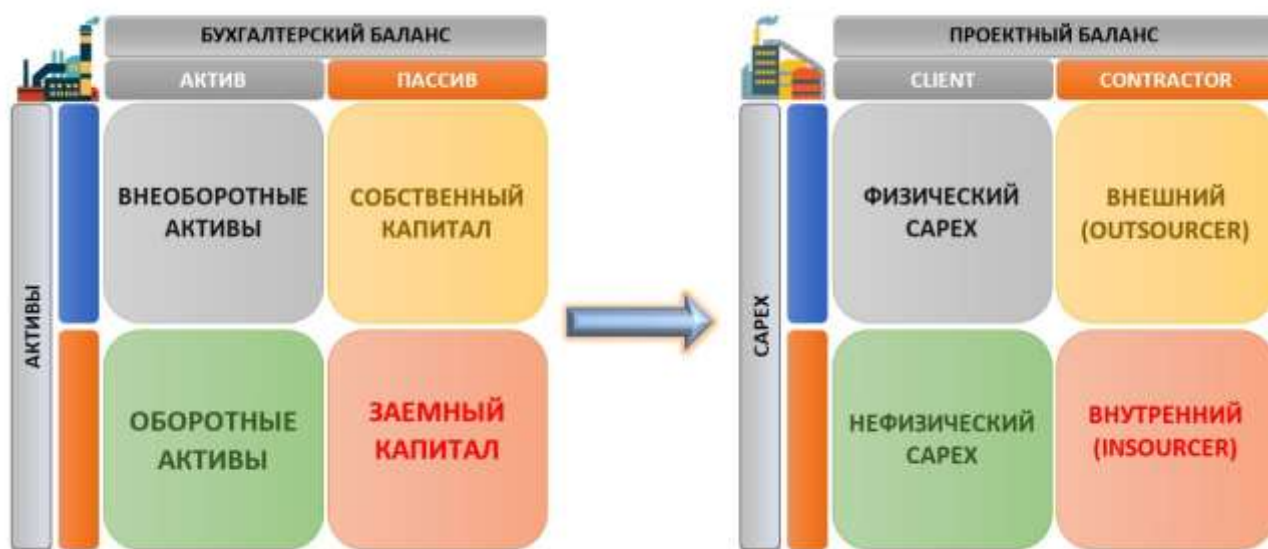 БУХГАЛТЕРСКИЙ БАЛАНС
АКТИВ
ПАССИВ
АКТИВЫ
ВНЕОБОРОТНЫЕ
АКТИВЫ
СОБСТВЕННЫЙ
КАПИТАЛ
ОБОРОТНЫЕ
АКТИВЫ
ЗАЕМНЫЙ
КАПИТАЛ
ПРОЕКТНЫЙ БАЛАНС
CLIENT
CONTRACTOR
CAPEX
ФИЗИЧЕСКИЙ
CAPEX
ВНЕШНИЙ
(OUTSOURCER)
НЕФИЗИЧЕСКИЙ
CAPEX
ВНУТРЕННИЙ
(INSOURCER)